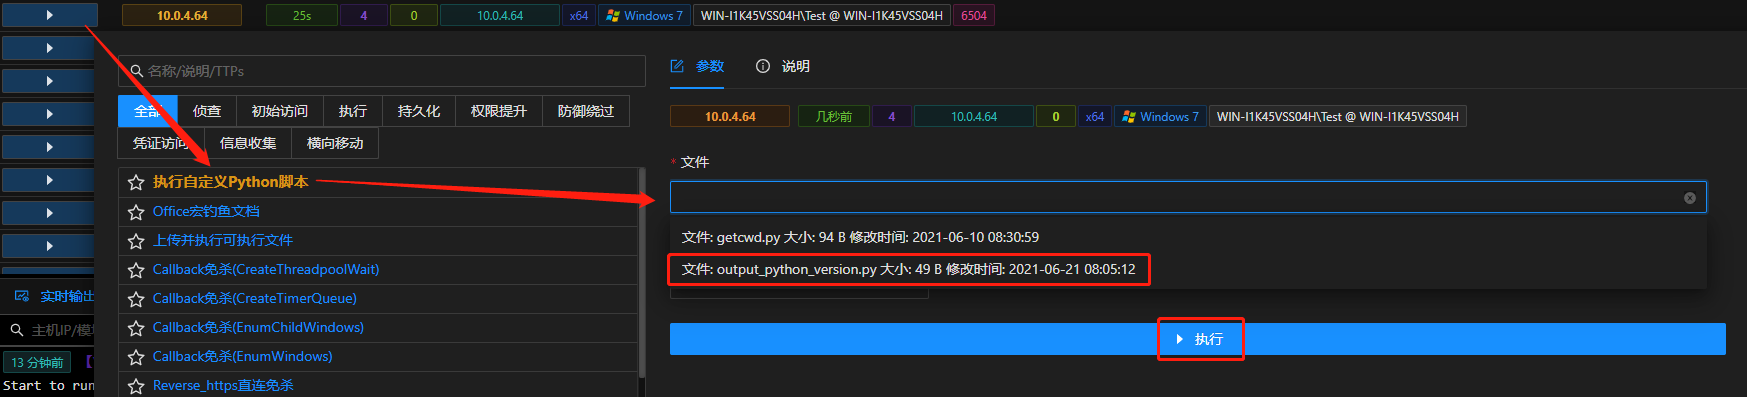 10.0.4.64 25s 4 0 10.0.4.64 x64 Windows 7 WIN-I1K45VSS04H\Test @ WIN-I1K45VSS04H 6504
名称/说明/TTPs
全部 侦查 初始访问 执行 持久化 权限提升 防御绕过
凭证访问 信息收集 横向移动
执行自定义Python脚本
Office宏钓鱼文档
上传并执行可执行文件
Callback免杀(CreateThreadpoolWait)
Callback免杀(CreateTimerQueue)
Callback免杀(EnumChildWindows)
Callback免杀(EnumWindows)
Reverse_https直连免杀
实时输出
主机IP/模
13 分钟前 【
Start to run
参数 说明
10.0.4.64 几秒前 4 10.0.4.64 0 x64 Windows 7 WIN-I1K45VSS04H\Test @ WIN-I1K45VSS04H
* 文件
文件: getcwd.py 大小: 94 B 修改时间: 2021-06-10 08:30:59
文件: output_python_version.py 大小: 49 B 修改时间: 2021-06-21 08:05:12
执行